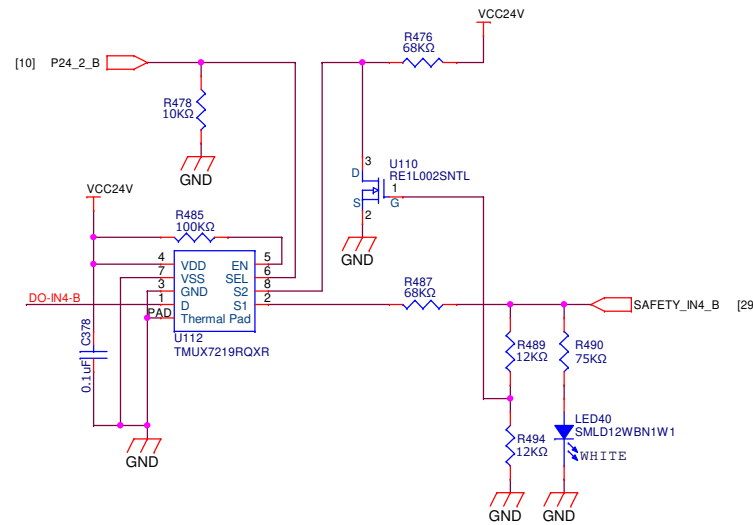 VCC24V
R476
68KΩ
[10] P24_2_B
R478
10KΩ
GND
3
D
U110
RE1L002SNTL
1
G
S
2
GND
VCC24V
R485
100KΩ
4 VDD EN 5
7 VSS SEL 6
3 GND S2 8
DO-IN4-B 1 D S1 2
PAD Thermal Pad
U112
TMUX7219RQXR
R487
68KΩ
SAFETY_IN4_B [29
C378
0.1uF
R489
12KΩ
R490
75KΩ
GND
R494
12KΩ
LED40
SMLD12WBN1W1
WHITE
GND
GND